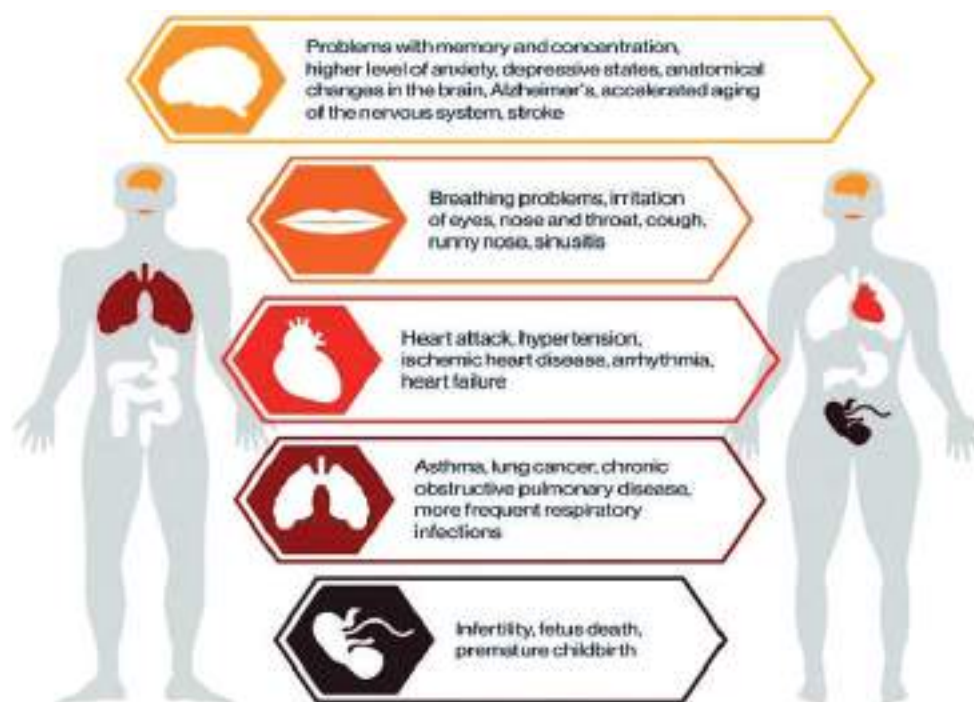 Problems with memory and concentration,
higher level of anxiety, depressive states, anatomical
changes in the brain, Alzheimer's, accelerated aging
of the nervous system, stroke
Breathing problems, irritation
of eyes, nose and throat, cough,
runny nose, sinusitis
Heart attack, hypertension,
ischemic heart disease, arrhythmia,
heart failure
Asthma, lung cancer, chronic
obstructive pulmonary disease,
more frequent respiratory
infections
Infertility, fetus death,
premature childbirth